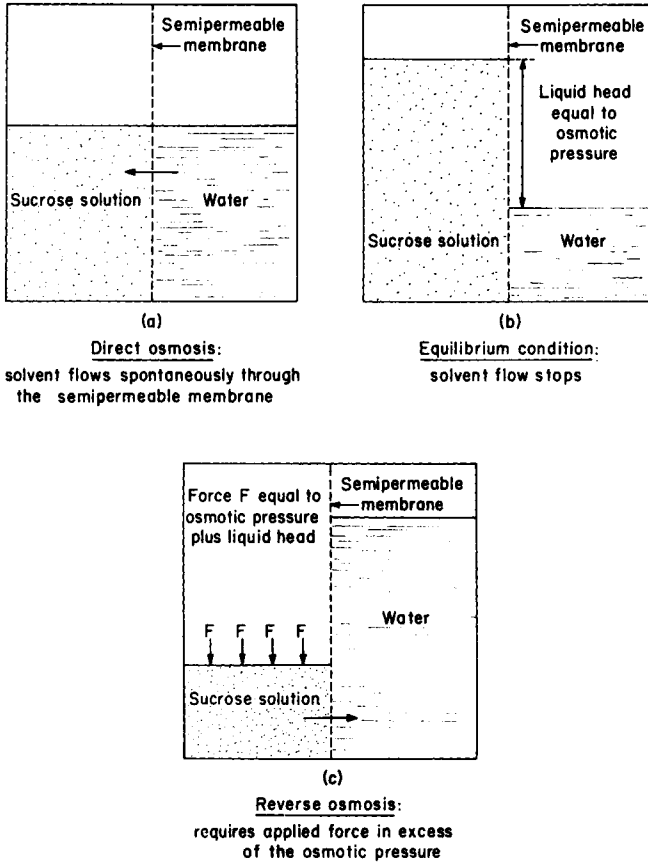 Semipermeable
membrane
Sucrose solution
Water
(a)
Direct osmosis:
solvent flows spontaneously through
the semipermeable membrane
Semipermeable
membrane
Liquid head
equal to
osmotic
pressure
Sucrose solution
Water
(b)
Equilibrium condition:
solvent flow stops
Force F equal to
osmotic pressure
plus liquid head
Semipermeable
membrane
Water
F F F F
Sucrose solution
(c)
Reverse osmosis:
requires applied force in excess
of the osmotic pressure